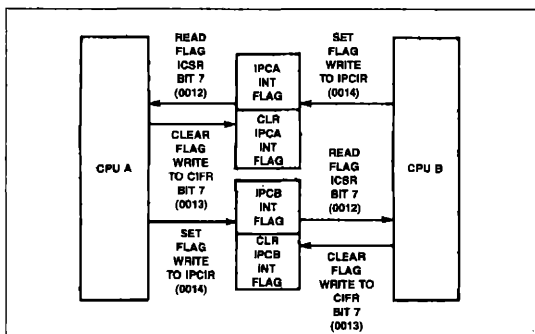 READ
FLAG
ICSR
BIT 7
(0012)
IPCA
INT
FLAG
SET
FLAG
WRITE
TO IPCIR
(0014)
CPU A
CLEAR
FLAG
WRITE
TO CIFR
BIT 7
(0013)
CLR
IPCA
INT
FLAG
READ
FLAG
ICSR
BIT 7
(0012)
CPU B
IPCB
INT
FLAG
SET
FLAG
WRITE
TO IPCIR
(0014)
CLR
IPCB
INT
FLAG
CLEAR
FLAG
WRITE TO
CIFR
BIT 7
(0013)